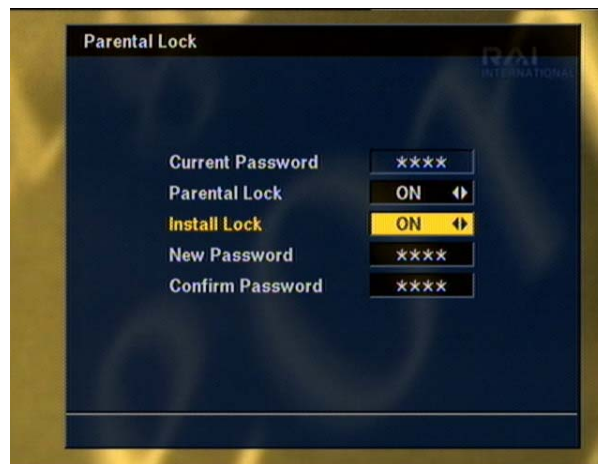 Parental Lock
RAI
INTERNATIONAL
Current Password ****
Parental Lock ON
Install Lock ON
New Password ****
Confirm Password ****